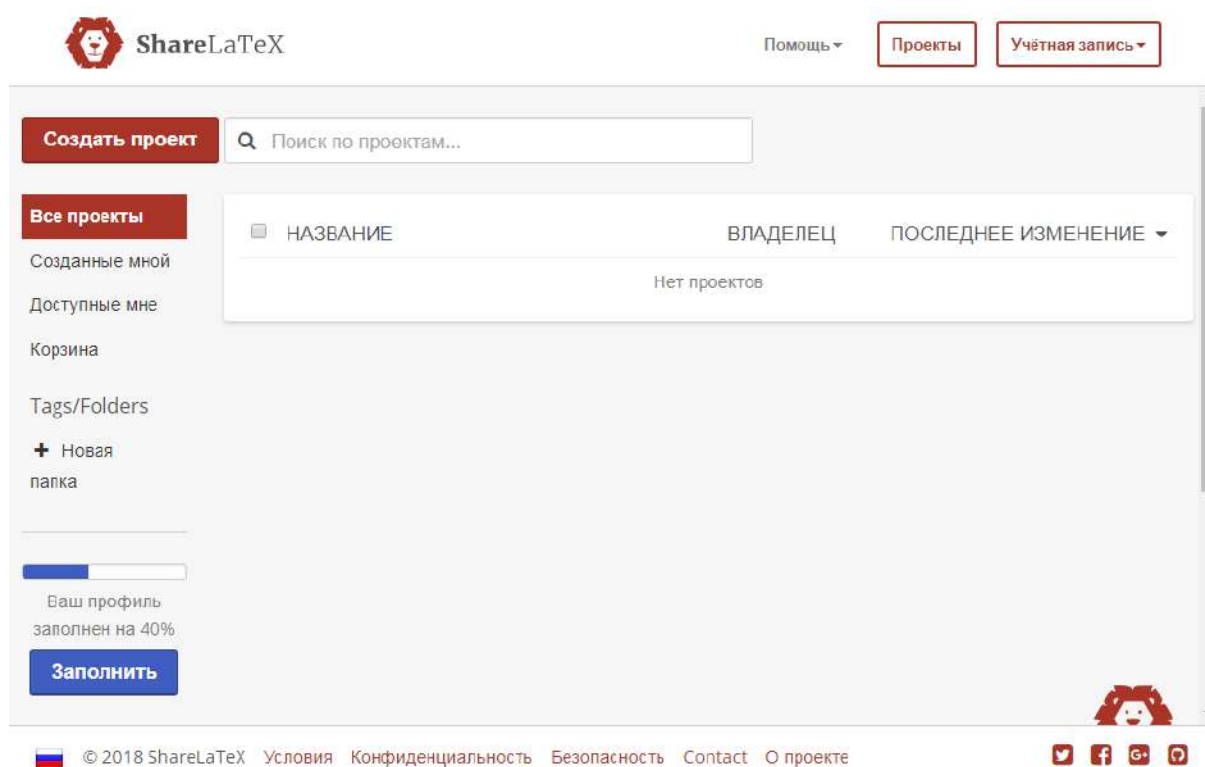 ShareLaTeX
Помощь
Проекты
Учётная запись
Создать проект
Поиск по проектам...
Все проекты
Созданные мной
Доступные мне
Корзина
Tags/Folders
+ Новая
папка
Ваш профиль
заполнен на 40%
Заполнить
НАЗВАНИЕ ВЛАДЕЛЕЦ ПОСЛЕДНЕЕ ИЗМЕНЕНИЕ
Нет проектов
© 2018 ShareLaTeX Условия Конфиденциальность Безопасность Contact О проекте